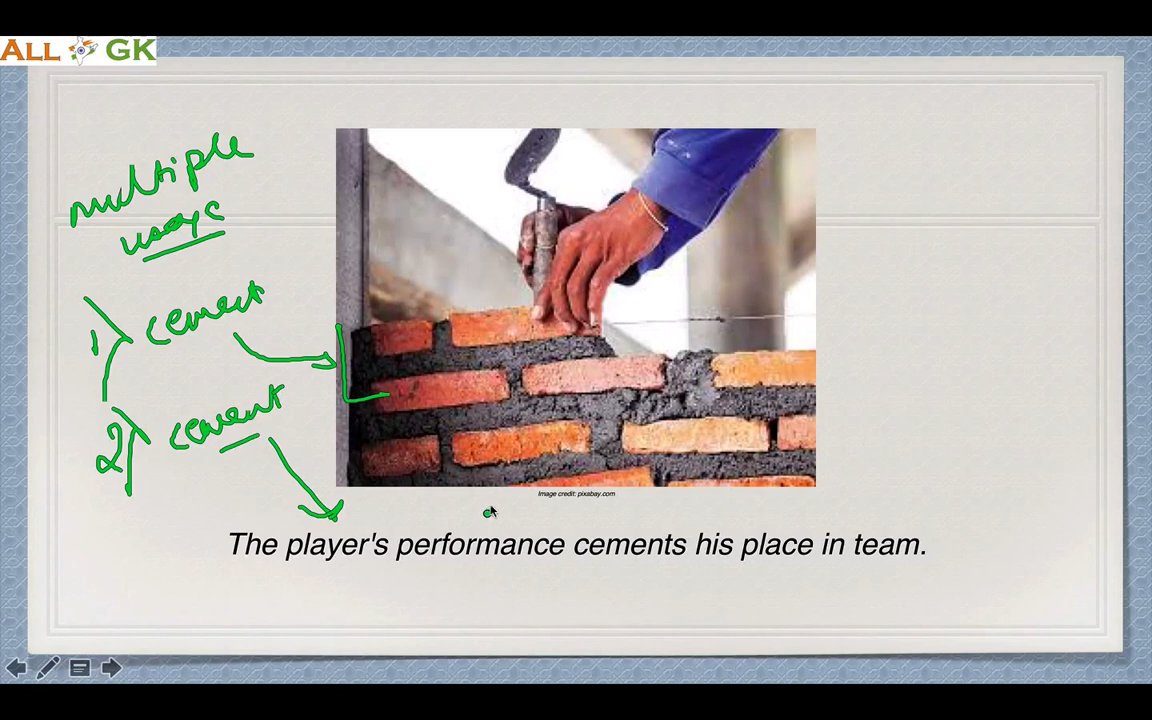 ALL GK
multiple
usage
1) cement
2) cement
Image credit: pixabay.com
The player's performance cements his place in team.